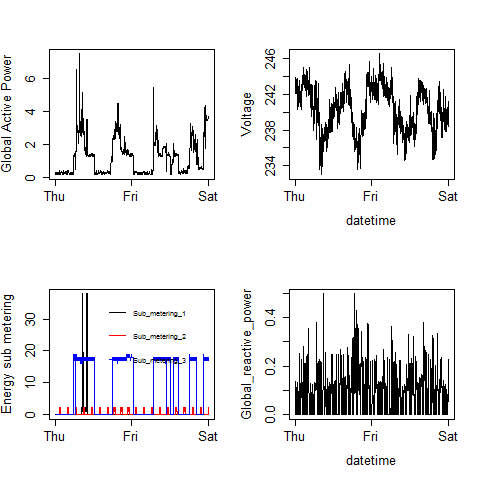 Global Active Power
0 2 4 6
Thu Fri Sat
Voltage
234 238 242 246
Thu Fri Sat
datetime
Energy sub metering
0 10 20 30
Sub_metering_1
Sub_metering_2
Sub_metering_3
Thu Fri Sat
Global_reactive_power
0.0 0.2 0.4
Thu Fri Sat
datetime